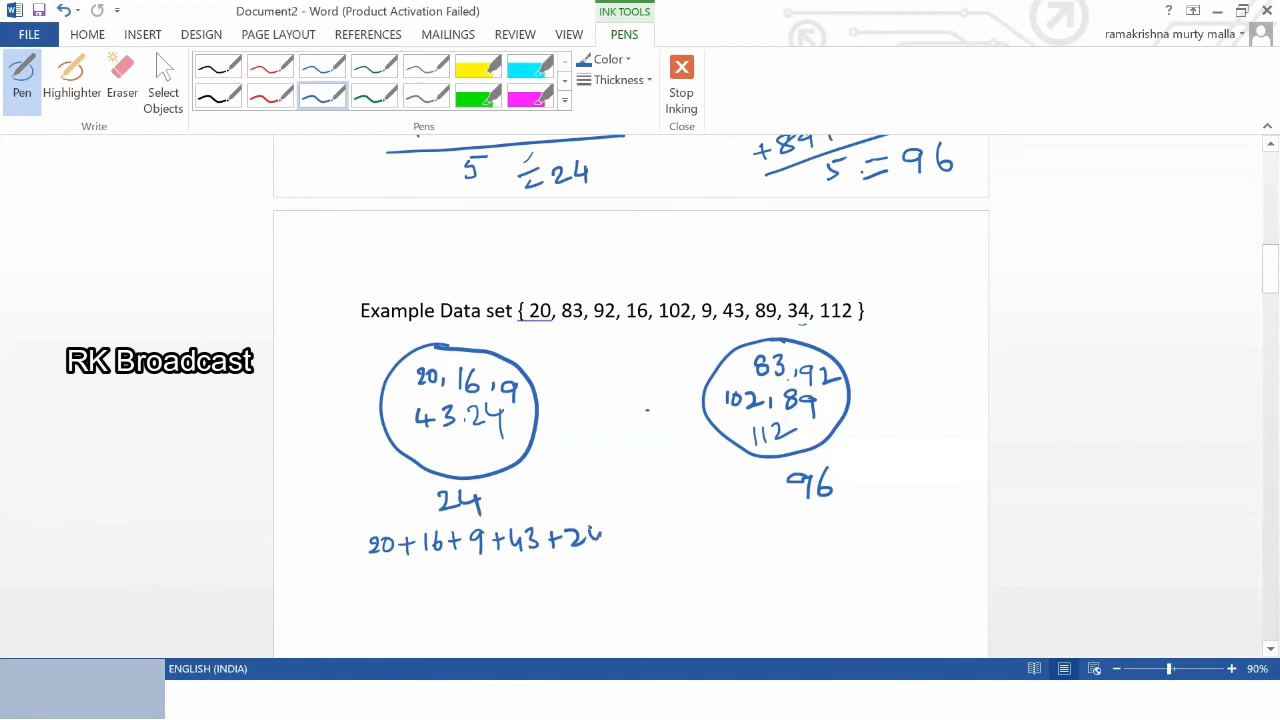 Document2 - Word (Product Activation Failed)
INK TOOLS
FILE HOME INSERT DESIGN PAGE LAYOUT REFERENCES MAILINGS REVIEW VIEW PENS
ramakrishna murty malla
Pen Highlighter Eraser Select Objects
Color
Thickness
Stop Inking
Write Pens Close
5 = 24
+89+
5 = 96
Example Data set { 20, 83, 92, 16, 102, 9, 43, 89, 34, 112 }
RK Broadcast
20, 16, 9
43.24
83, 92
102, 89
112
24
96
20+16+9+43+24
ENGLISH (INDIA)
90%